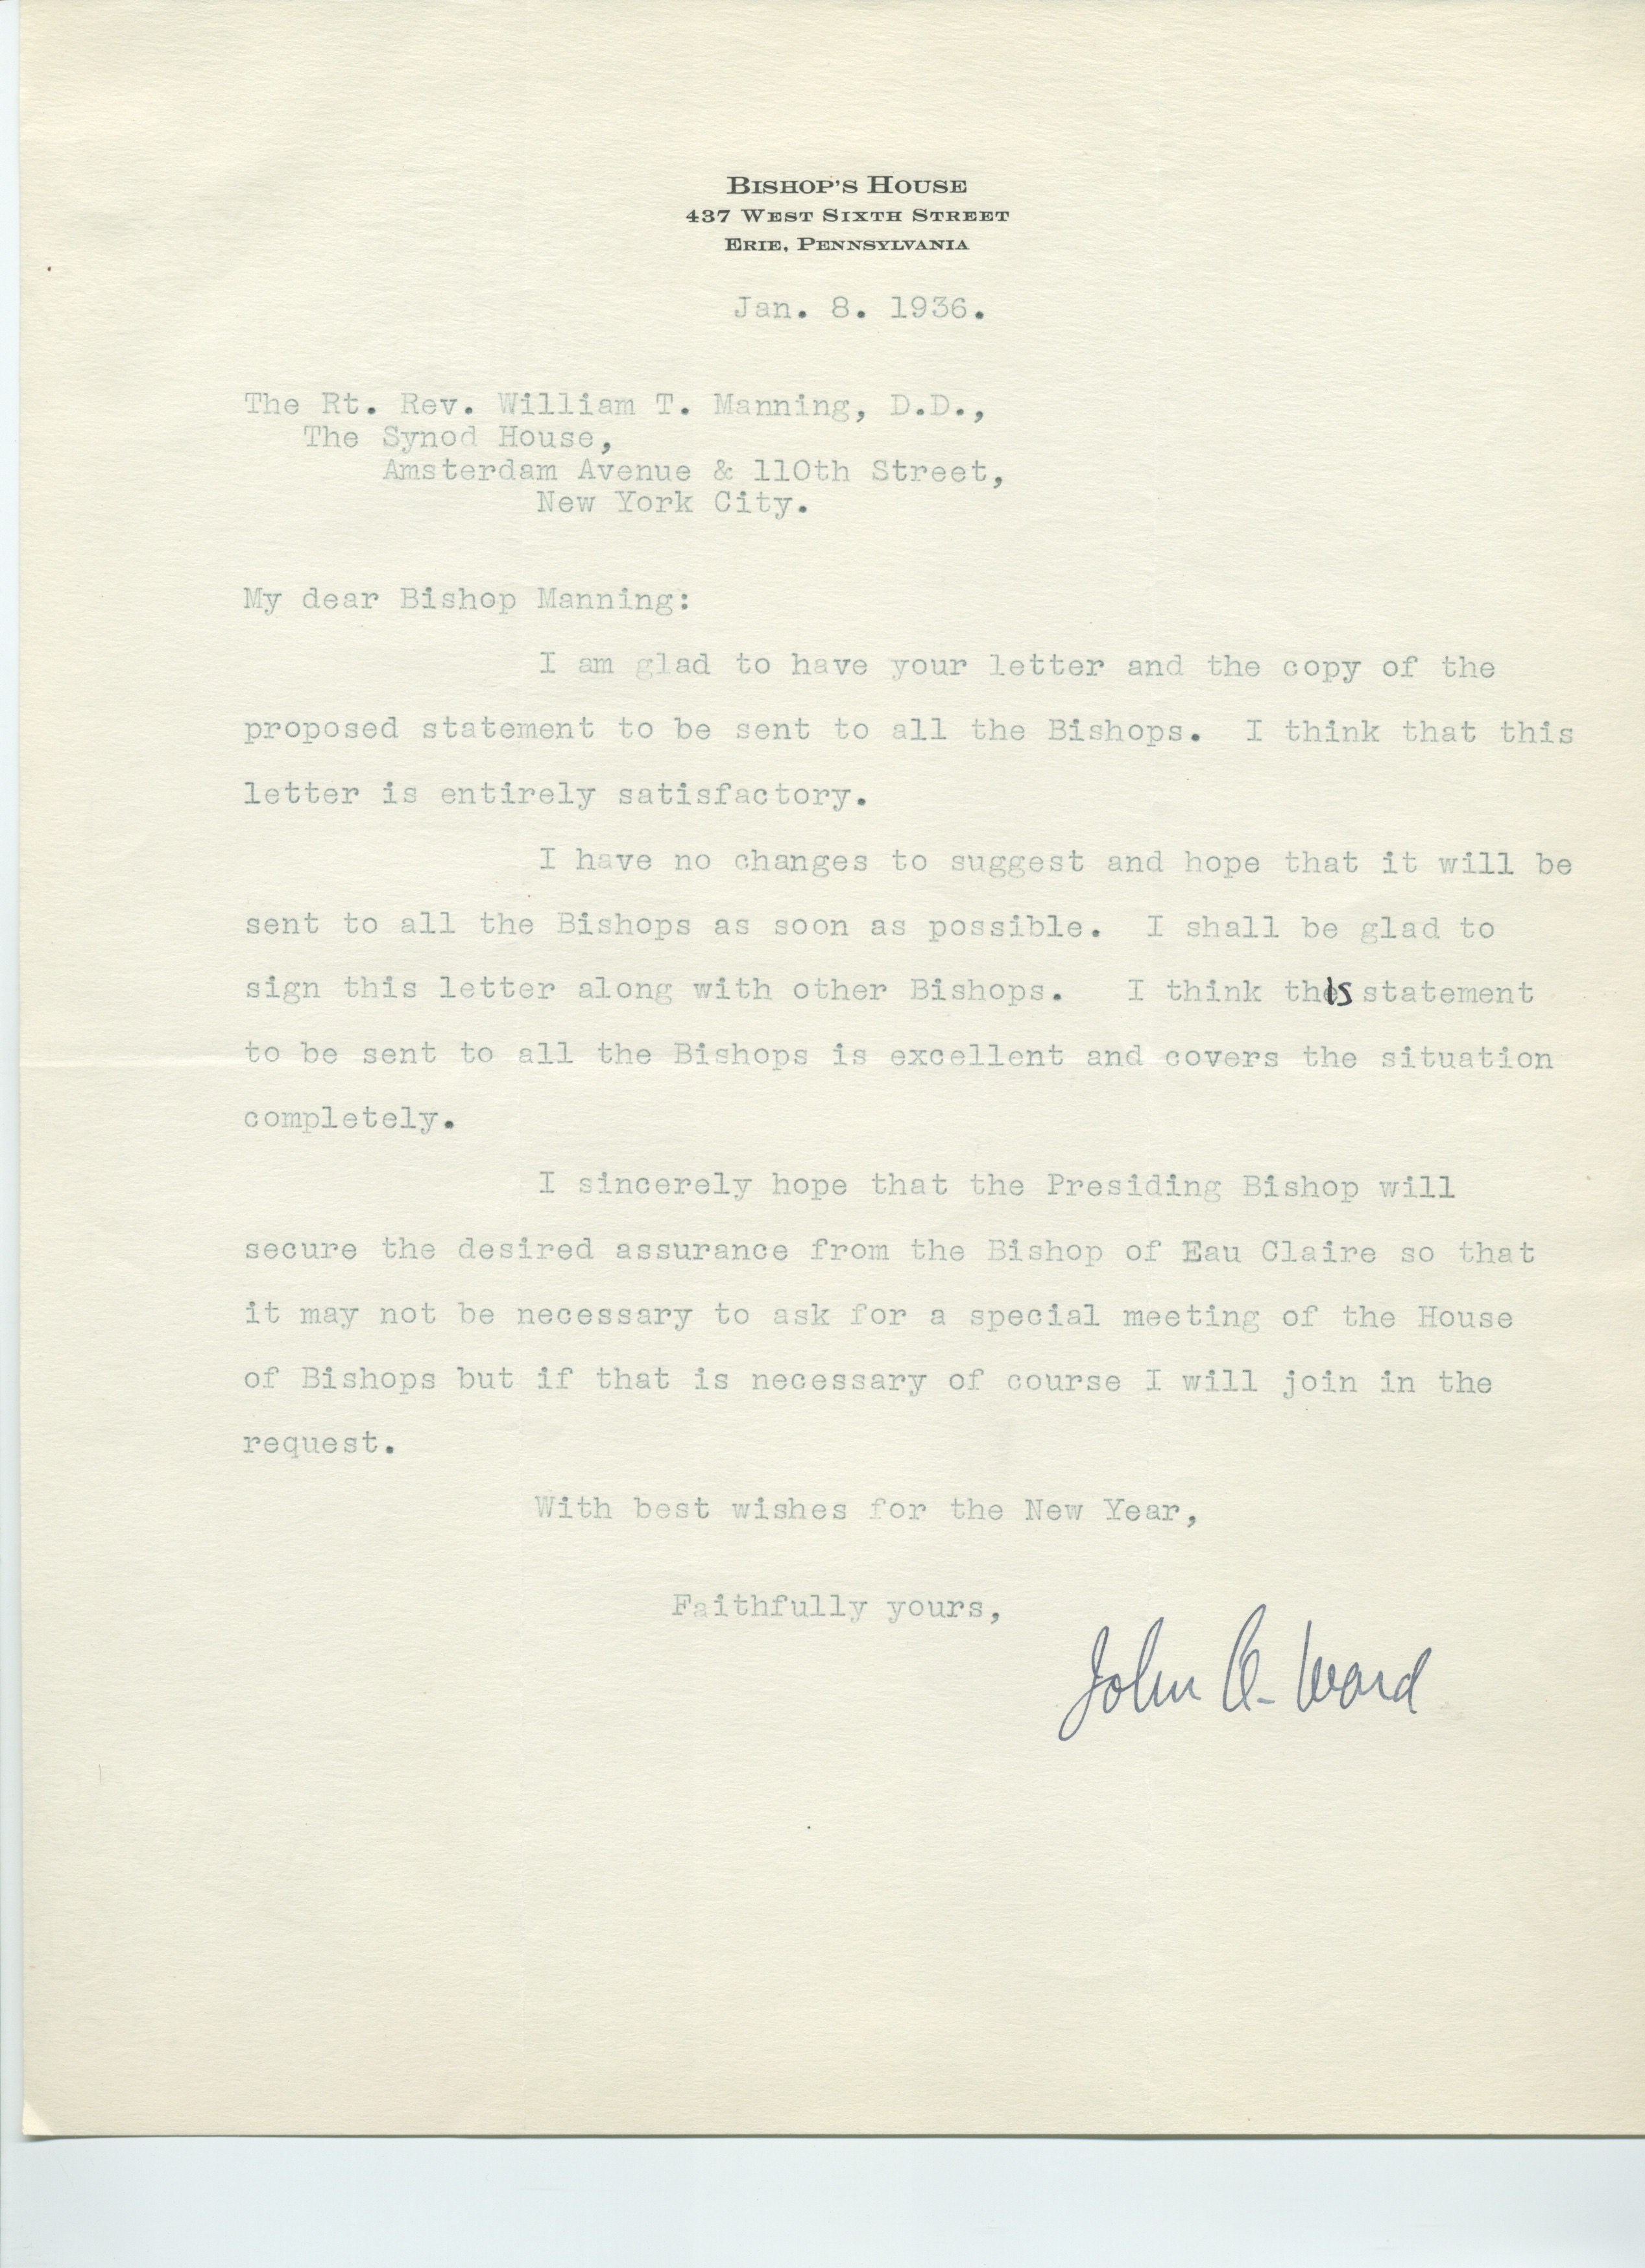 BISHOP'S HOUSE
437 WEST SIXTH STREET
ERIE, PENNSYLVANIA
Jan. 8. 1936.
The Rt. Rev. William T. Manning, D.D.,
The Synod House,
Amsterdam Avenue & 110th Street,
New York City.
My dear Bishop Manning:
I am glad to have your letter and the copy of the
proposed statement to be sent to all the Bishops. I think that this
letter is entirely satisfactory.
I have no changes to suggest and hope that it will be
sent to all the Bishops as soon as possible. I shall be glad to
sign this letter along with other Bishops. I think this statement
to be sent to all the Bishops is excellent and covers the situation
completely.
I sincerely hope that the Presiding Bishop will
secure the desired assurance from the Bishop of Eau Claire so that
it may not be necessary to ask for a special meeting of the House
of Bishops but if that is necessary of course I will join in the
request.
With best wishes for the New Year,
Faithfully yours,
John C. Ward